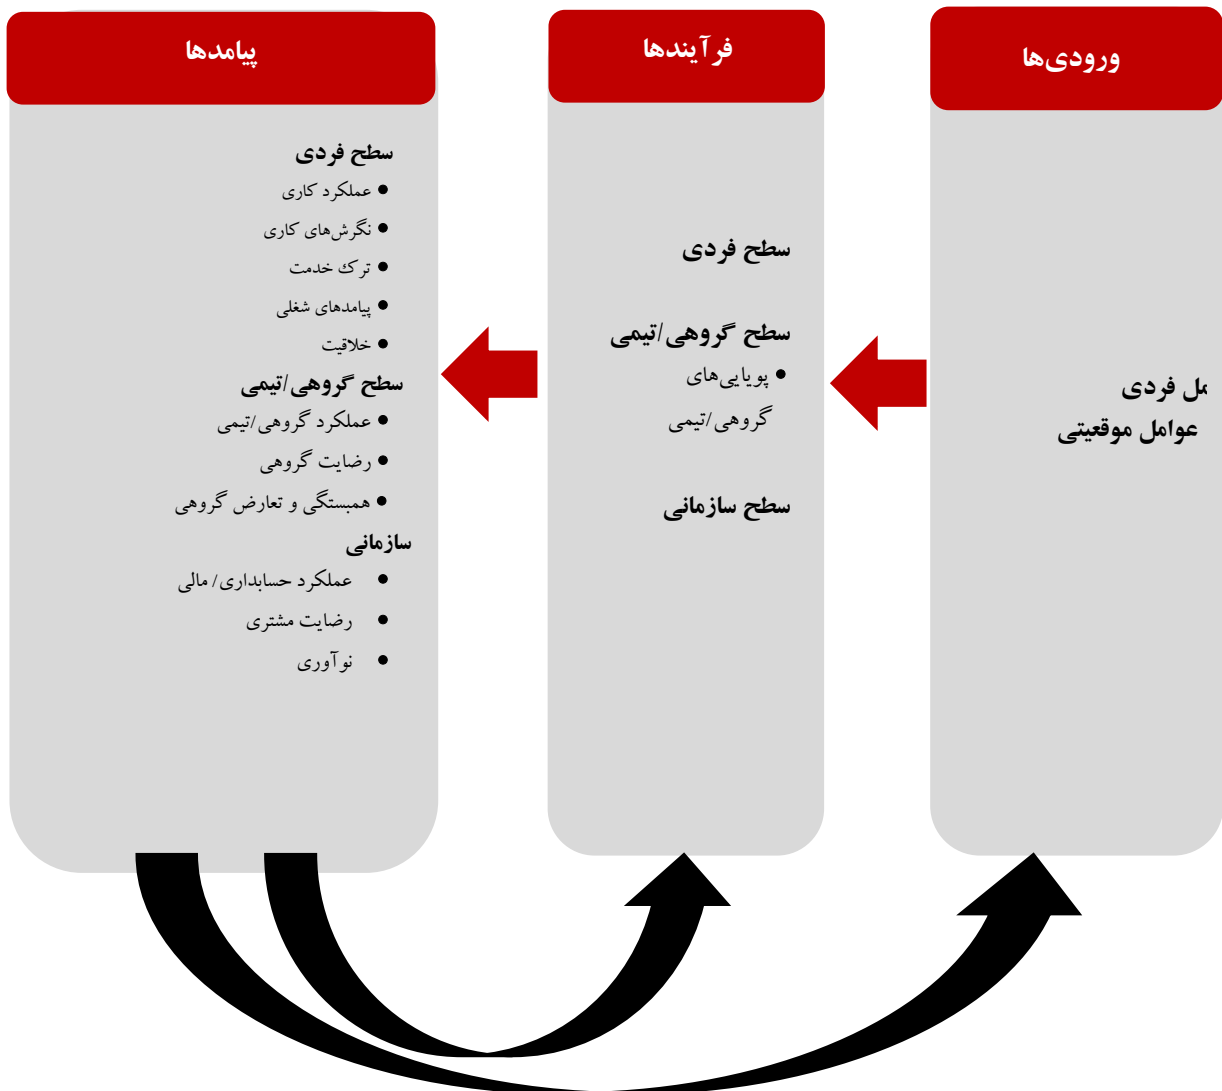 ورودی‌ها
مل فردی
عوامل موقعیتی
فرآیندها
سطح فردی
سطح گروهی/تیمی
● پویایی‌های
گروهی/تیمی
سطح سازمانی
پیامدها
سطح فردی
● عملکرد کاری
● نگرش‌های کاری
● ترک خدمت
● پیامدهای شغلی
● خلاقیت
سطح گروهی/تیمی
● عملکرد گروهی/تیمی
● رضایت گروهی
● همبستگی و تعارض گروهی
سازمانی
● عملکرد حسابداری/ مالی
● رضایت مشتری
● نوآوری